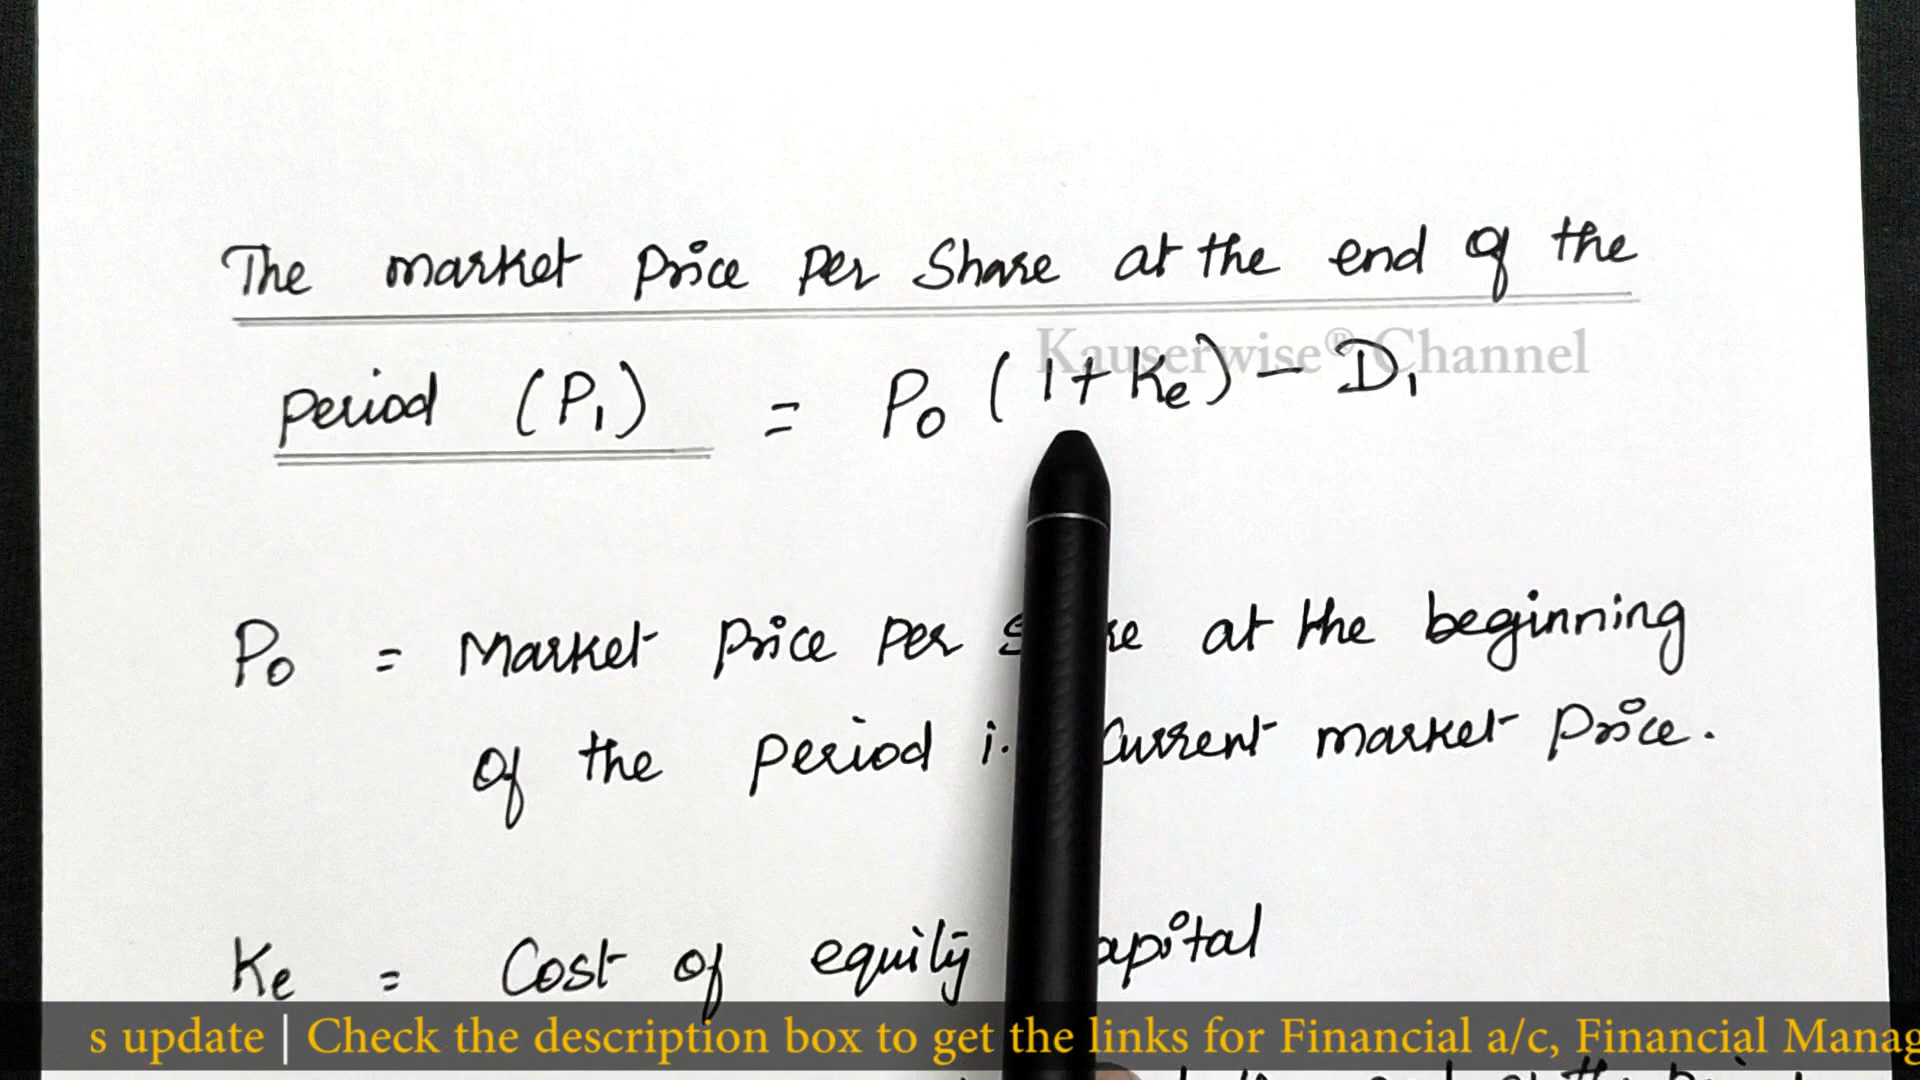 The market price per share at the end of the
Kauserwise® Channel
period (P₁) = P₀ (1 + Ke) – D₁
P₀ = Market price per at the beginning
of the period current market price.
Ke = Cost of equity
s update | Check the description box to get the links for Financial a/c, Financial Manag